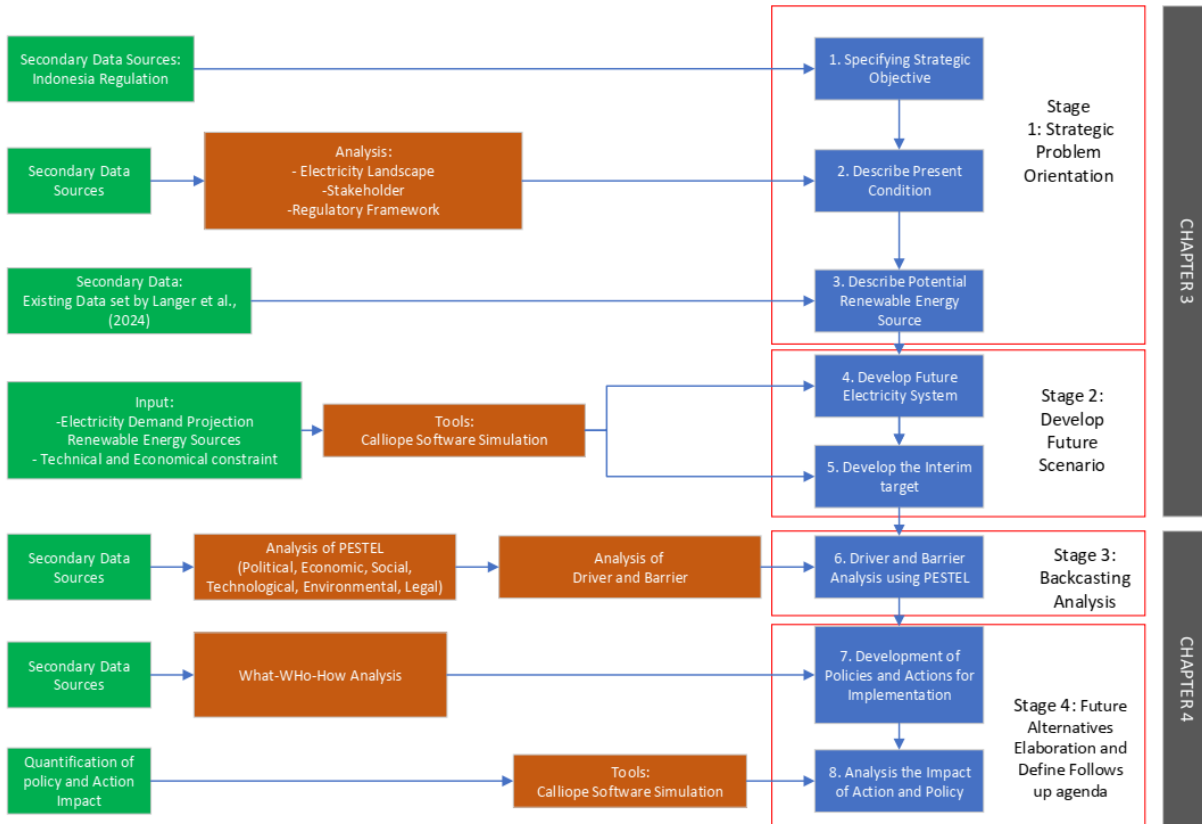 Secondary Data Sources:
Indonesia Regulation
1. Specifying Strategic
Objective
Stage
1: Strategic
Problem
Orientation
Secondary Data
Sources
Analysis:
- Electricity Landscape
-Stakeholder
-Regulatory Framework
2. Describe Present
Condition
Secondary Data:
Existing Data set by Langer et al.,
(2024)
3. Describe Potential
Renewable Energy
Source
CHAPTER 3
Input:
-Electricity Demand Projection
Renewable Energy Sources
- Technical and Economical constraint
Tools:
Calliope Software Simulation
4. Develop Future
Electricity System
5. Develop the Interim
target
Stage 2:
Develop
Future
Scenario
Secondary Data
Sources
Analysis of PESTEL
(Political, Economic, Social,
Technological, Environmental, Legal)
Analysis of
Driver and Barrier
6. Driver and Barrier
Analysis using PESTEL
Stage 3:
Backcasting
Analysis
Secondary Data
Sources
What-WHo-How Analysis
7. Development of
Policies and Actions for
Implementation
Stage 4: Future
Alternatives
Elaboration and
Define Follows
up agenda
CHAPTER 4
Quantification of
policy and Action
Impact
Tools:
Calliope Software Simulation
8. Analysis the Impact
of Action and Policy